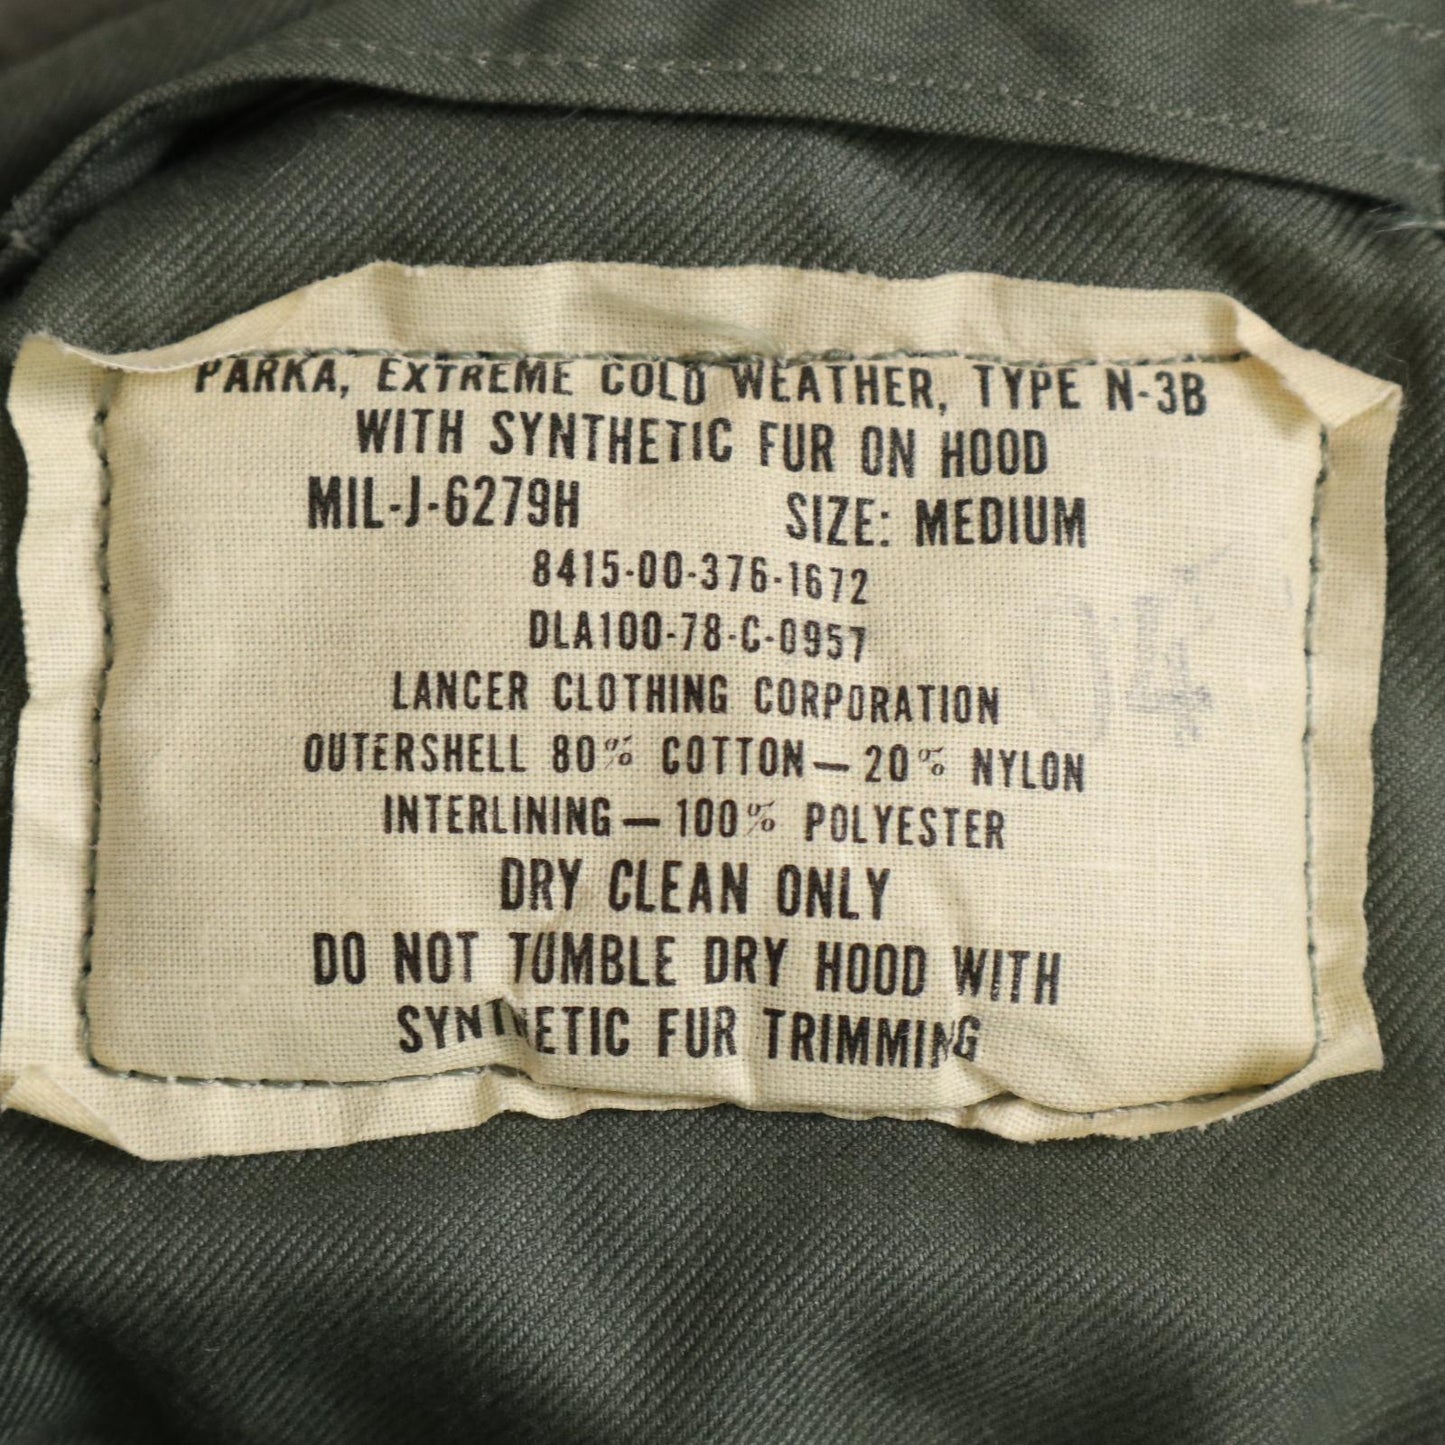 PARKA, EXTREME COLD WEATHER, TYPE N-3B
WITH SYNTHETIC FUR ON HOOD
MIL-J-6279H SIZE: MEDIUM
8415-00-376-1672
DLA100-78-C-0957
LANCER CLOTHING CORPORATION
OUTERSHELL 80% COTTON — 20% NYLON
INTERLINING — 100% POLYESTER
DRY CLEAN ONLY
DO NOT TUMBLE DRY HOOD WITH
SYNTHETIC FUR TRIMMING